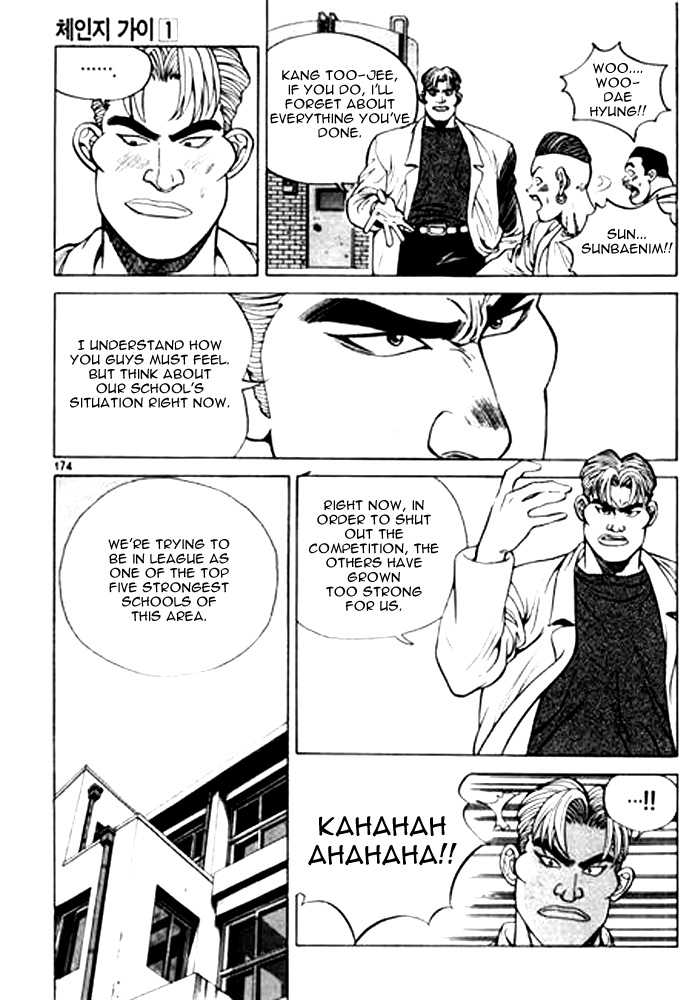 체인지 가이 1
KANG TOO-JEE,
IF YOU DO, I'LL
FORGET ABOUT
EVERYTHING YOU'VE
DONE.
WOO....
WOO-
DAE
HYUNG!!
SUN...
SUNBAENIM!!
.......
I UNDERSTAND HOW
YOU GUYS MUST FEEL.
BUT THINK ABOUT
OUR SCHOOL'S
SITUATION RIGHT NOW.
174
WE'RE TRYING TO
BE IN LEAGUE AS
ONE OF THE TOP
FIVE STRONGEST
SCHOOLS OF
THIS AREA.
RIGHT NOW, IN
ORDER TO SHUT
OUT THE
COMPETITION, THE
OTHERS HAVE
GROWN
TOO STRONG
FOR US.
KAHAHAH
AHAHAHA!!
...!!